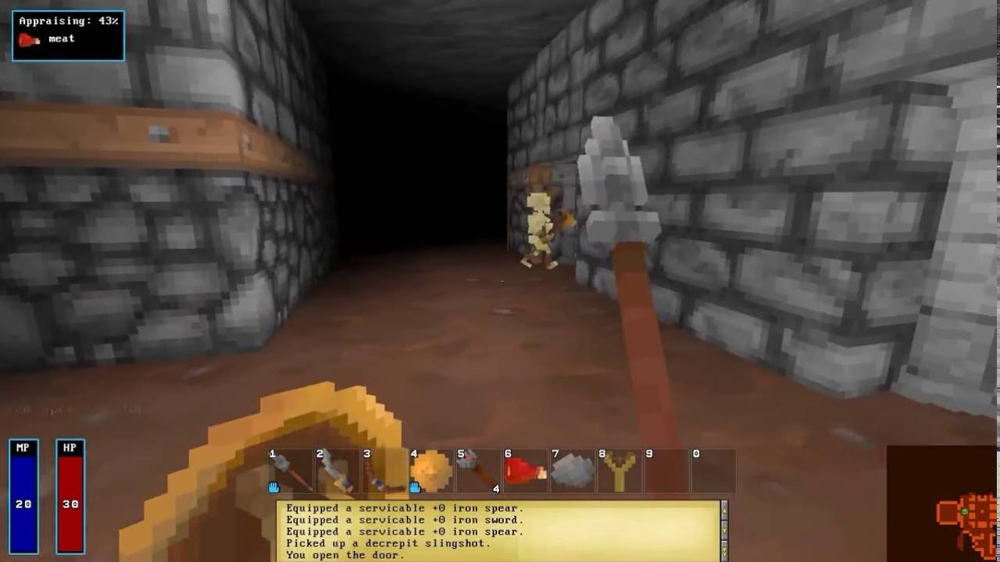 Appraising: 43%
meat
MP
HP
20
30
1 2 3 4 5 6 7 8 9 0
4
Equipped a servicable +0 iron spear.
Equipped a servicable +0 iron sword.
Equipped a servicable +0 iron spear.
Picked up a decrepit slingshot.
You open the door.